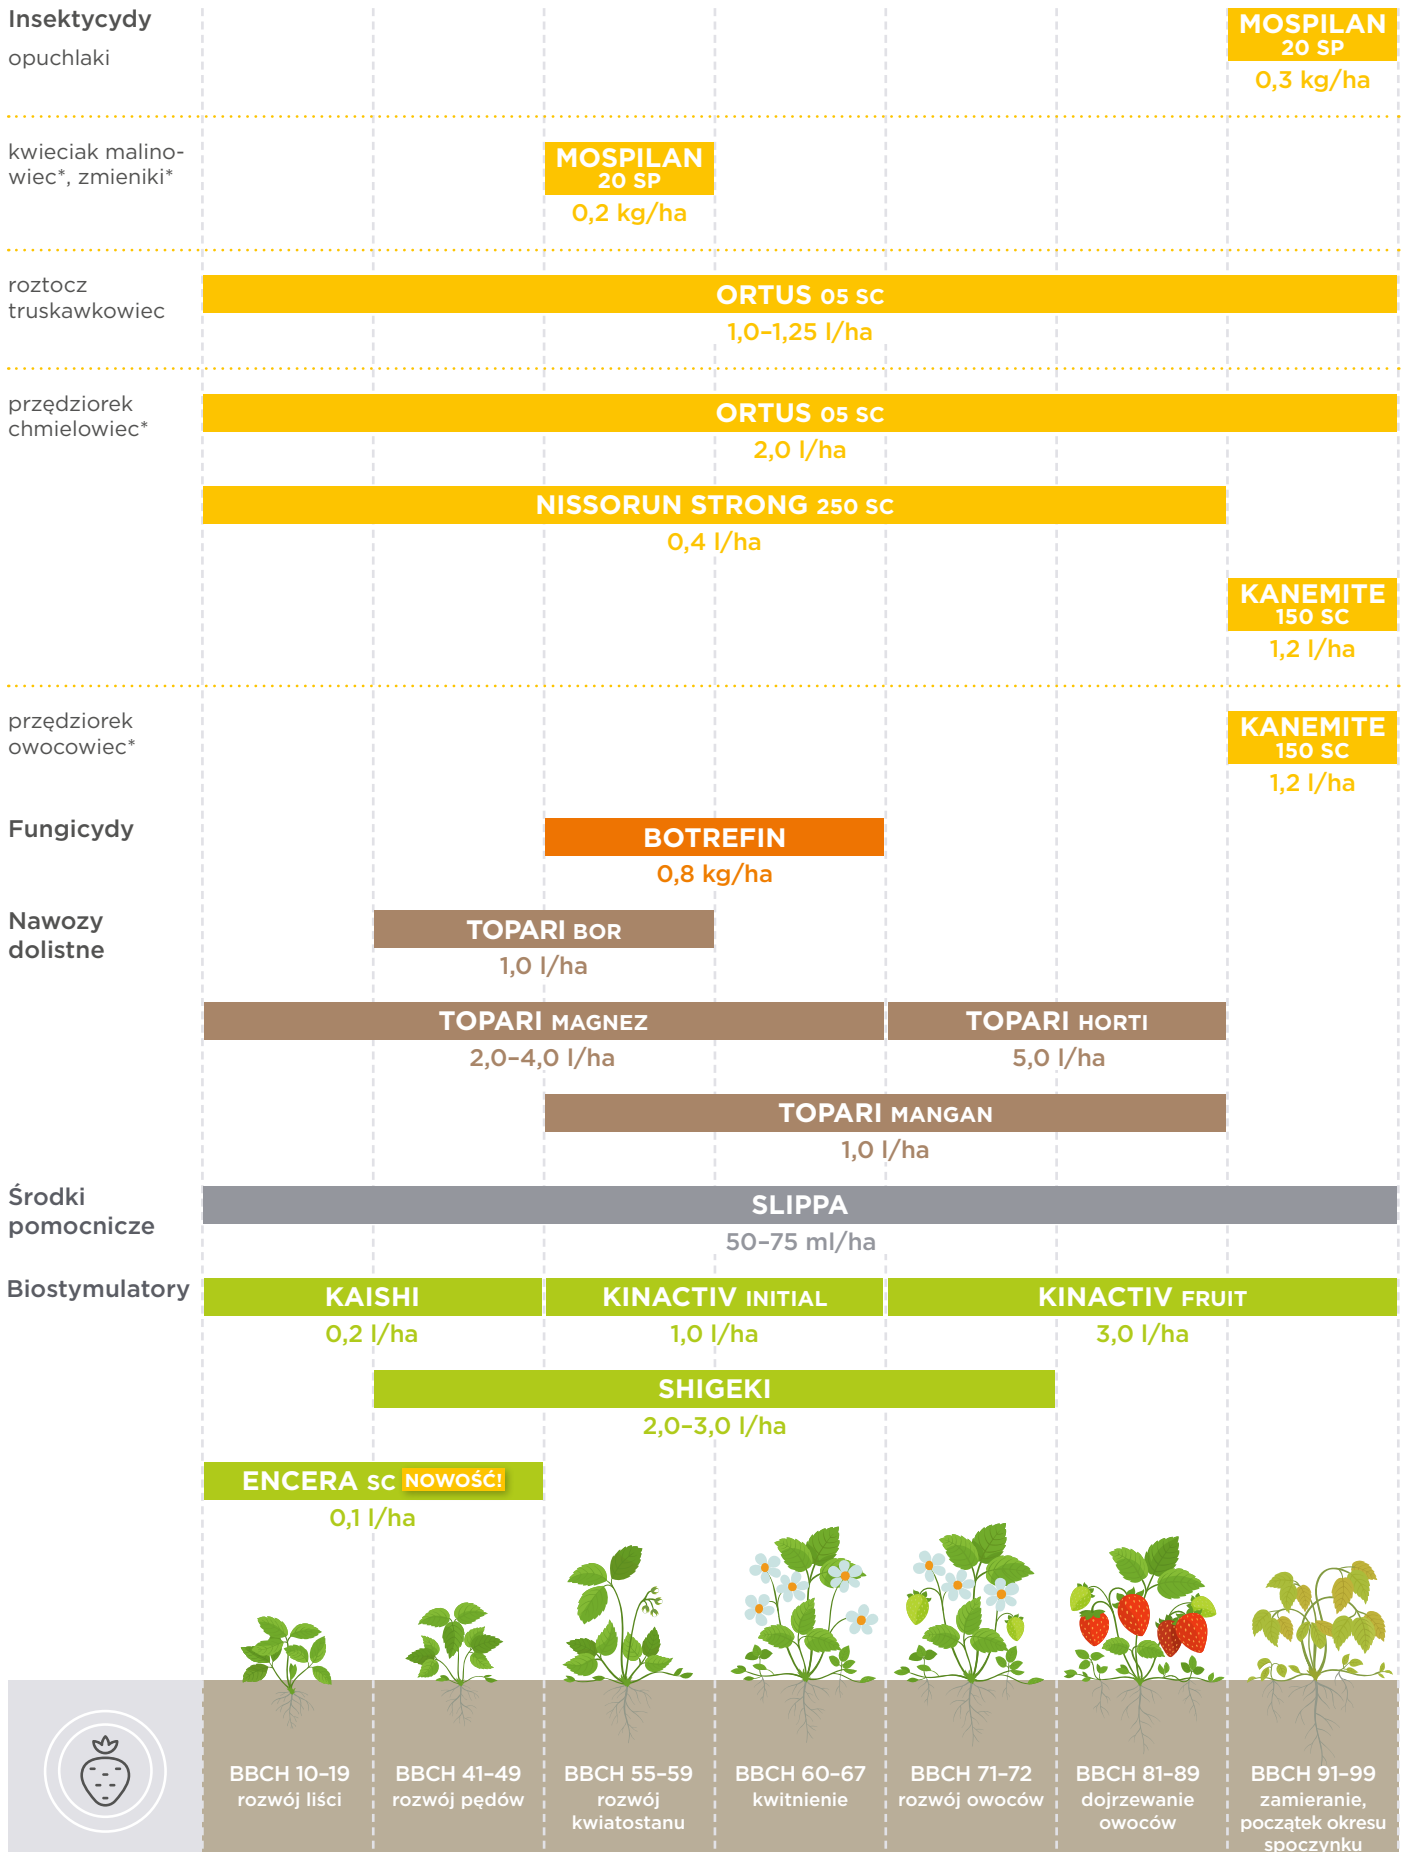 Insektycydy
opuchlaki
MOSPILAN
20 SP
0,3 kg/ha
kwieciak malino-
wiec*, zmieniki*
MOSPILAN
20 SP
0,2 kg/ha
roztocz
truskawkowiec
ORTUS 05 SC
1,0–1,25 l/ha
przędziorek
chmielowiec*
ORTUS 05 SC
2,0 l/ha
NISSORUN STRONG 250 SC
0,4 l/ha
KANEMITE
150 SC
1,2 l/ha
przędziorek
owocowiec*
KANEMITE
150 SC
1,2 l/ha
Fungicydy
BOTREFIN
0,8 kg/ha
Nawozy
dolistne
TOPARI BOR
1,0 l/ha
TOPARI MAGNEZ
2,0–4,0 l/ha
TOPARI HORTI
5,0 l/ha
TOPARI MANGAN
1,0 l/ha
Środki
pomocnicze
SLIPPA
50–75 ml/ha
Biostymulatory
KAISHI
0,2 l/ha
KINACTIV INITIAL
1,0 l/ha
KINACTIV FRUIT
3,0 l/ha
SHIGEKI
2,0–3,0 l/ha
ENCERA SC NOWOŚĆ!
0,1 l/ha
BBCH 10–19
rozwój liści
BBCH 41–49
rozwój pędów
BBCH 55–59
rozwój
kwiatostanu
BBCH 60–67
kwitnienie
BBCH 71–72
rozwój owoców
BBCH 81–89
dojrzewanie
owoców
BBCH 91–99
zamieranie,
początek okresu
spoczynku